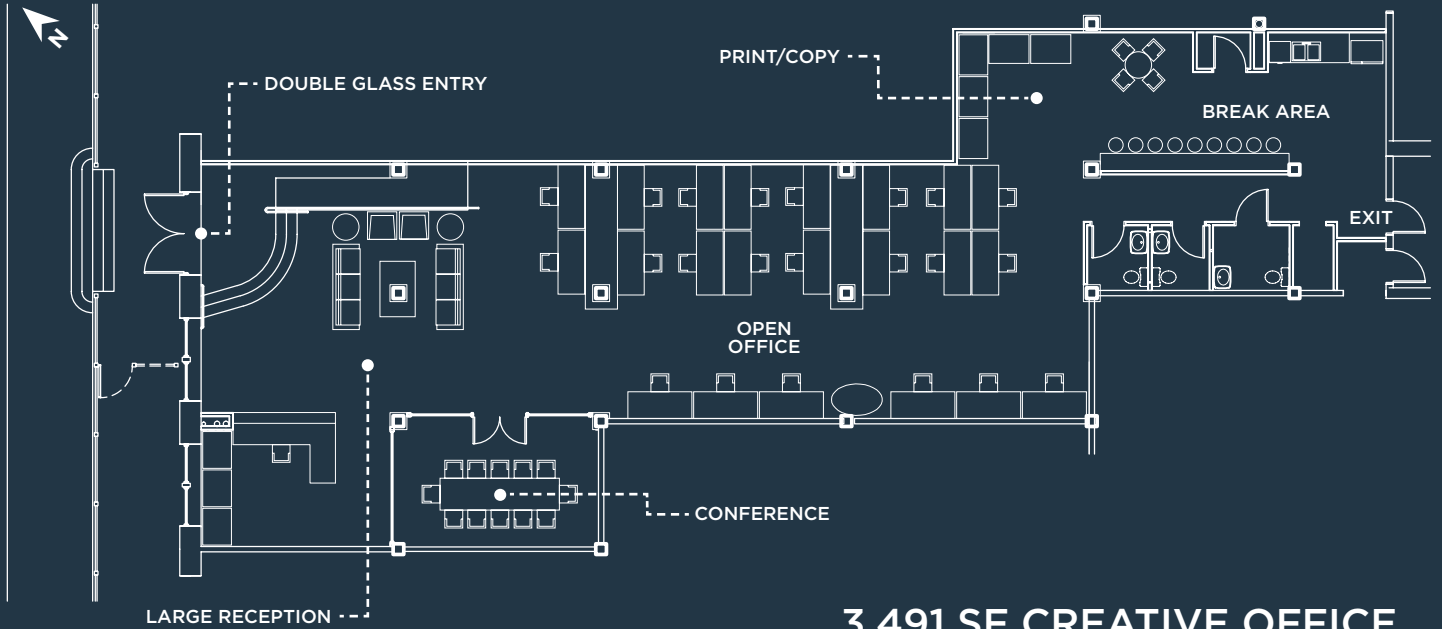 N
PRINT/COPY
DOUBLE GLASS ENTRY
BREAK AREA
EXIT
OPEN
OFFICE
CONFERENCE
LARGE RECEPTION
3,491 SF CREATIVE OFFICE